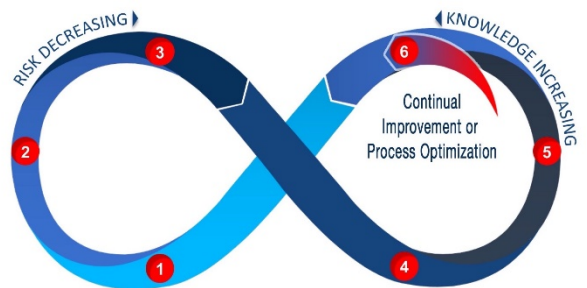 RISK DECREASING
KNOWLEDGE INCREASING
3
6
Continual
Improvement or
Process Optimization
2
5
1
4